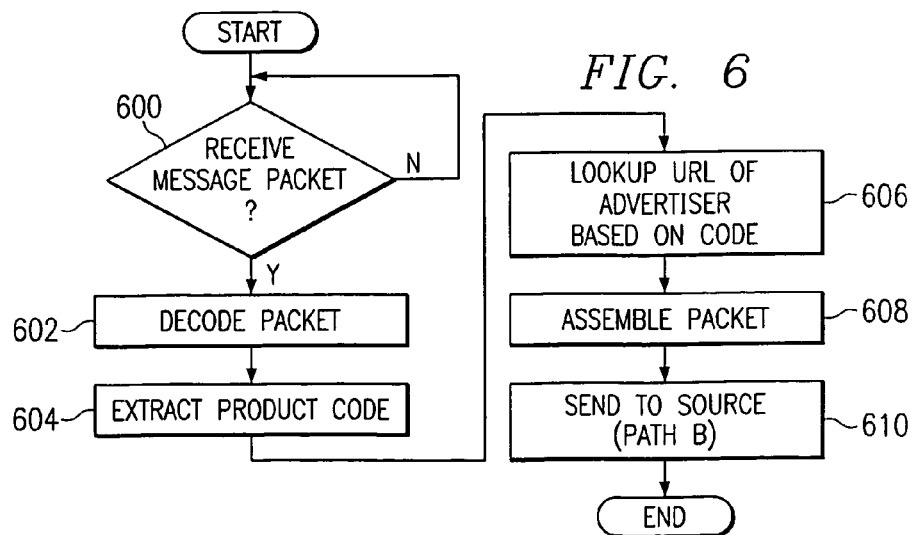 START
FIG. 6
600
RECEIVE
MESSAGE PACKET
?
N
Y
602
DECODE PACKET
604
EXTRACT PRODUCT CODE
LOOKUP URL OF
ADVERTISER
BASED ON CODE
606
ASSEMBLE PACKET
608
SEND TO SOURCE
(PATH B)
610
END